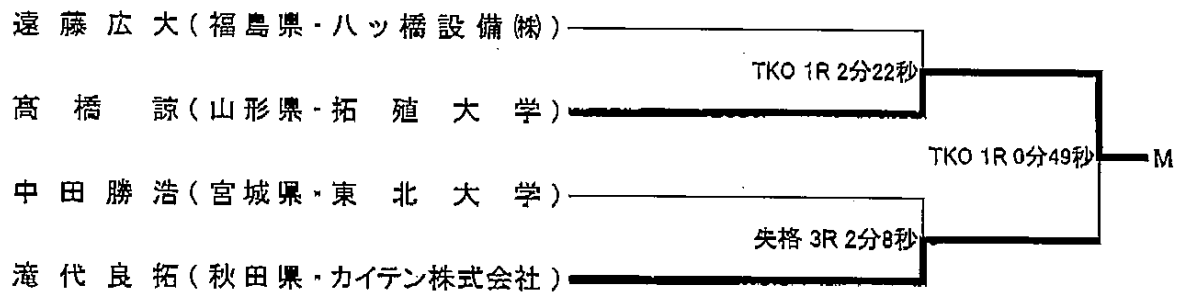 遠藤広大(福島県・八ッ橋設備㈱)
TKO 1R 2分22秒
髙橋 諒(山形県・拓殖大学)
TKO 1R 0分49秒
M
中田勝浩(宮城県・東北大学)
失格 3R 2分8秒
滝代良拓(秋田県・カイテン株式会社)